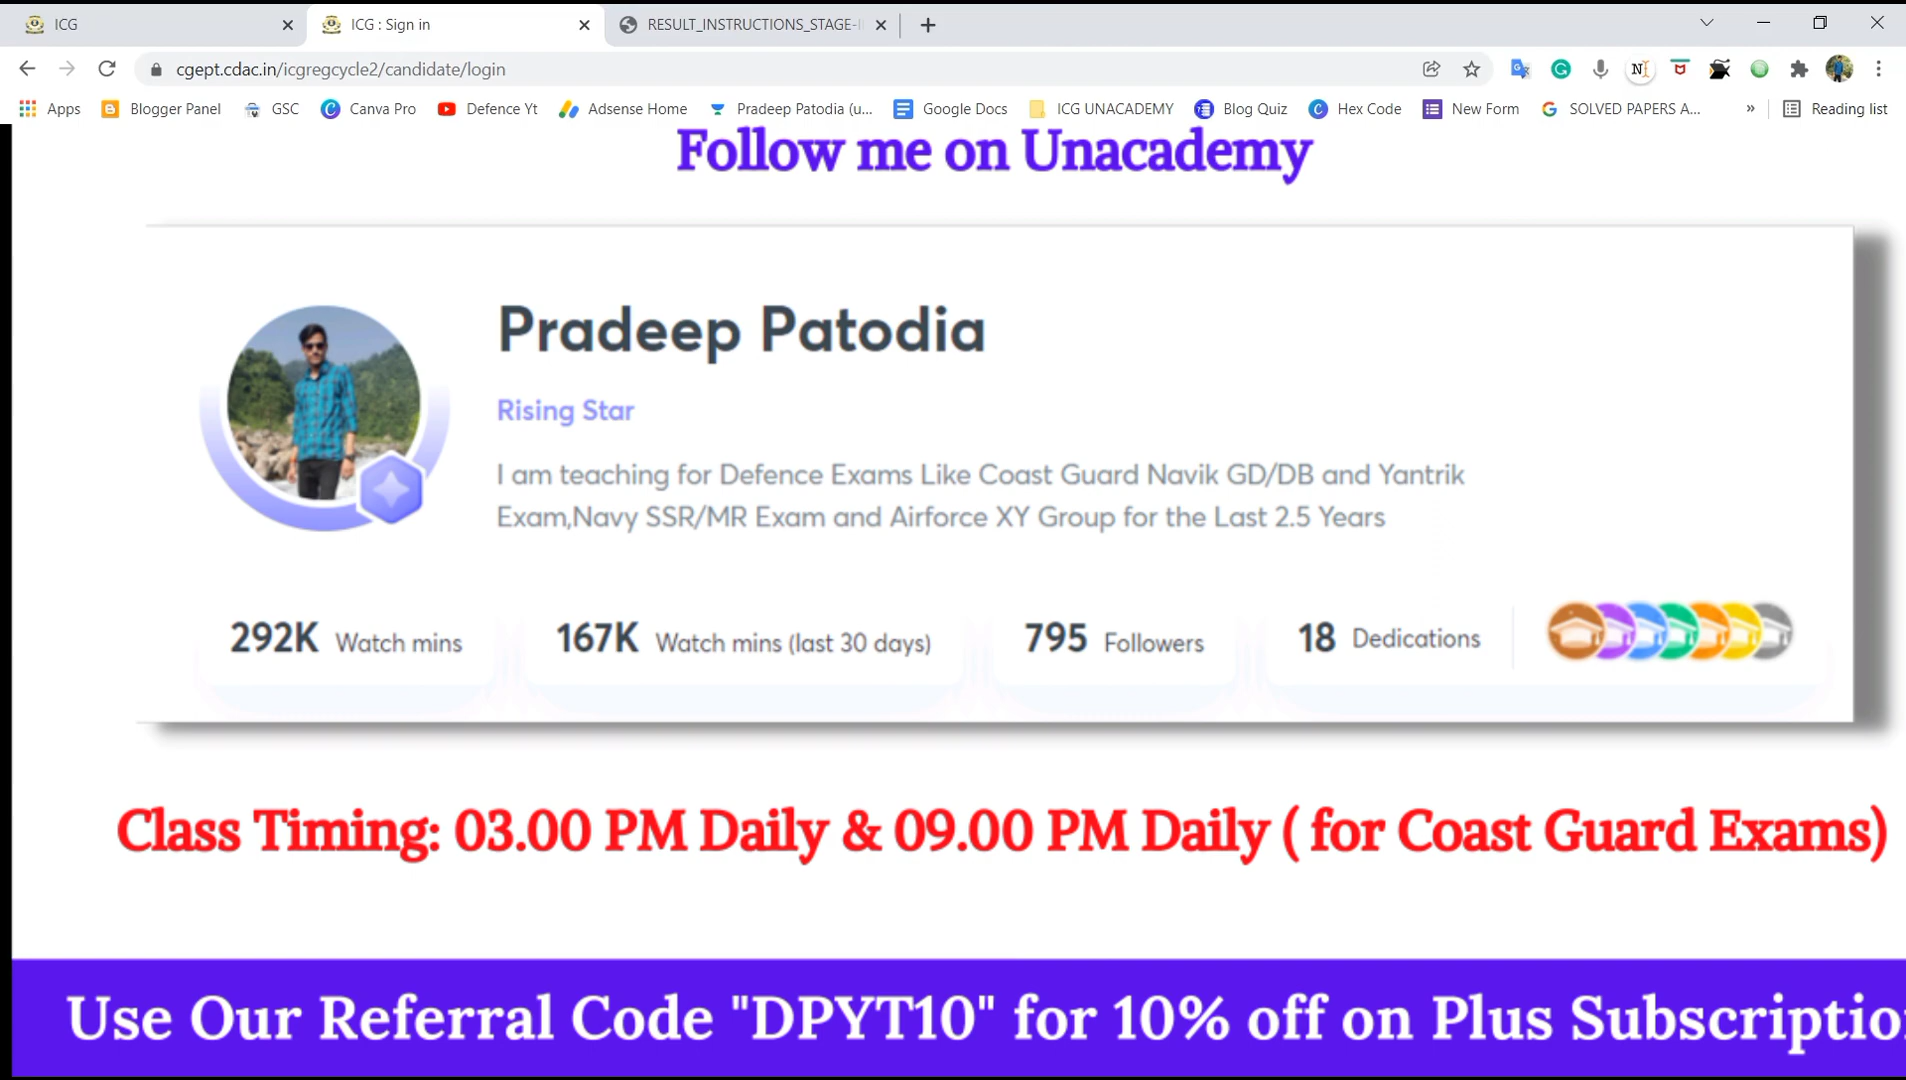 ICG
ICG : Sign in
RESULT_INSTRUCTIONS_STAGE-I
cgept.cdac.in/icgregcycle2/candidate/login
Apps
Blogger Panel
GSC
Canva Pro
Defence Yt
Adsense Home
Pradeep Patodia (u...
Google Docs
ICG UNACADEMY
Blog Quiz
Hex Code
New Form
SOLVED PAPERS A...
»
Reading list
Follow me on Unacademy
Pradeep Patodia
Rising Star
I am teaching for Defence Exams Like Coast Guard Navik GD/DB and Yantrik
Exam,Navy SSR/MR Exam and Airforce XY Group for the Last 2.5 Years
292K Watch mins
167K Watch mins (last 30 days)
795 Followers
18 Dedications
Class Timing: 03.00 PM Daily & 09.00 PM Daily ( for Coast Guard Exams)
Use Our Referral Code "DPYT10" for 10% off on Plus Subscriptio